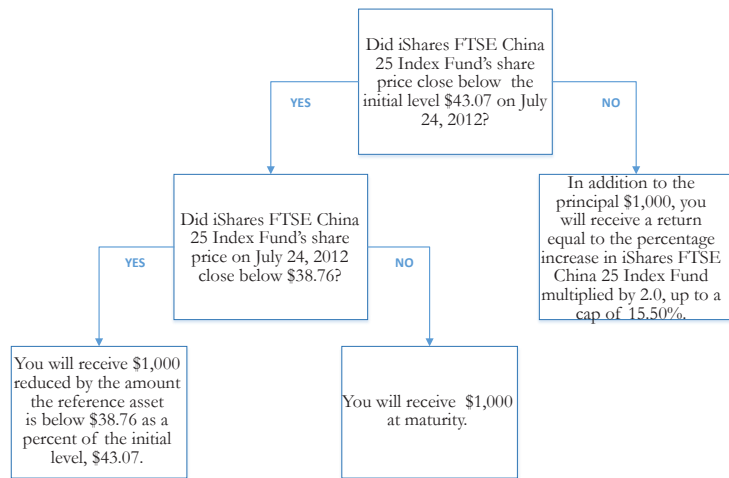 Did iShares FTSE China
25 Index Fund's share
price close below the
initial level $43.07 on July
24, 2012?
YES
NO
Did iShares FTSE China
25 Index Fund's share
price on July 24, 2012
close below $38.76?
In addition to the
principal $1,000, you
will receive a return
equal to the percentage
increase in iShares FTSE
China 25 Index Fund
multiplied by 2.0, up to a
cap of 15.50%.
YES
NO
You will receive $1,000
reduced by the amount
the reference asset
is below $38.76 as a
percent of the initial
level, $43.07.
You will receive $1,000
at maturity.